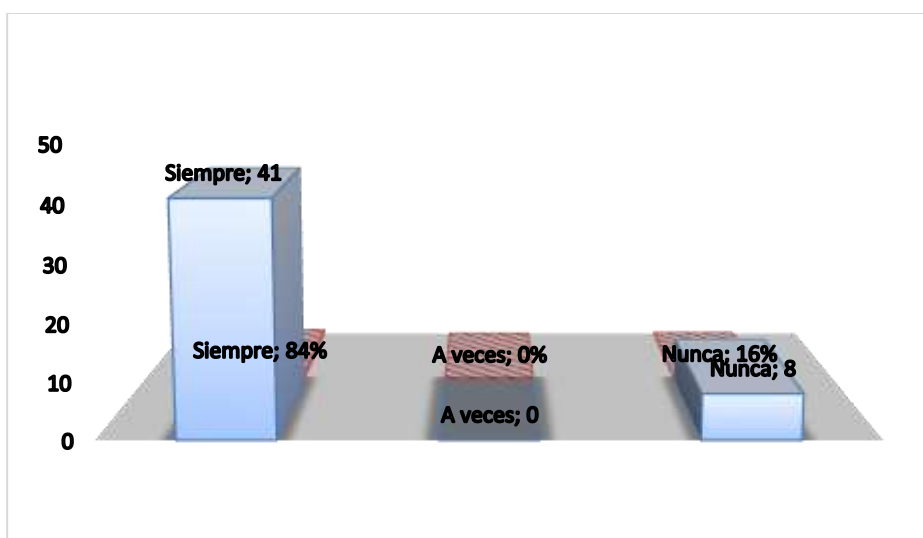 50
40
30
20
10
0
Siempre; 41
Siempre; 84%
A veces; 0%
A veces; 0
Nunca; 16%
Nunca; 8